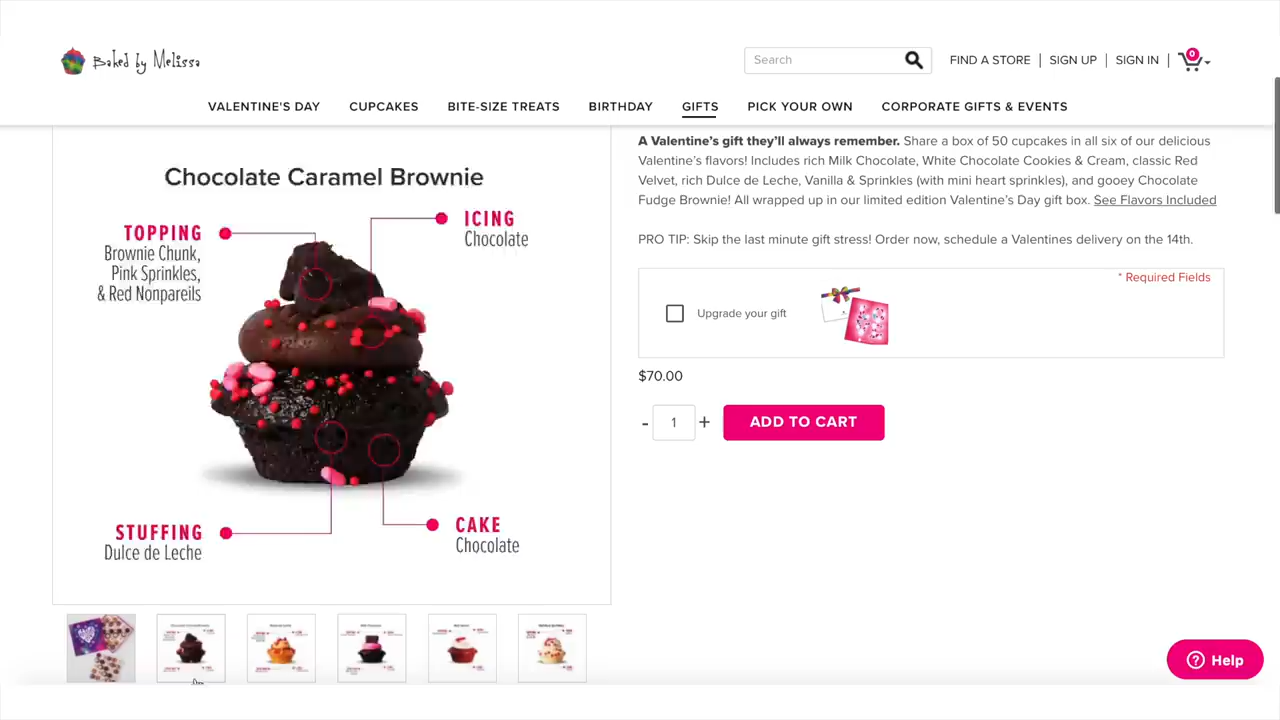 Baked by Melissa
Search
FIND A STORE | SIGN UP | SIGN IN |
0
VALENTINE'S DAY
CUPCAKES
BITE-SIZE TREATS
BIRTHDAY
GIFTS
PICK YOUR OWN
CORPORATE GIFTS & EVENTS
Chocolate Caramel Brownie
TOPPING
Brownie Chunk,
Pink Sprinkles,
& Red Nonpareils
ICING
Chocolate
STUFFING
Dulce de Leche
CAKE
Chocolate
A Valentine's gift they'll always remember. Share a box of 50 cupcakes in all six of our delicious
Valentine's flavors! Includes rich Milk Chocolate, White Chocolate Cookies & Cream, classic Red
Velvet, rich Dulce de Leche, Vanilla & Sprinkles (with mini heart sprinkles), and gooey Chocolate
Fudge Brownie! All wrapped up in our limited edition Valentine's Day gift box. See Flavors Included
PRO TIP: Skip the last minute gift stress! Order now, schedule a Valentines delivery on the 14th.
* Required Fields
Upgrade your gift
$70.00
- 1 +
ADD TO CART
Help